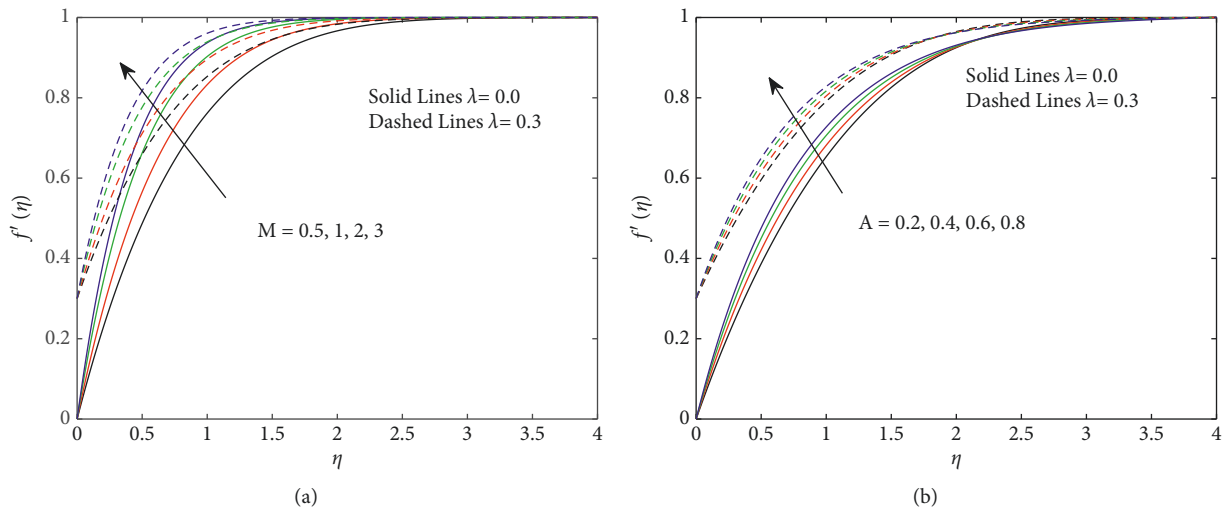 1
0.8
0.6
0.4
0.2
0
f′ (η)
0
0.5
1
1.5
2
2.5
3
3.5
4
η
Solid Lines λ= 0.0
Dashed Lines λ= 0.3
M = 0.5, 1, 2, 3
(a)
1
0.8
0.6
0.4
0.2
0
f′ (η)
0
0.5
1
1.5
2
2.5
3
3.5
4
η
Solid Lines λ= 0.0
Dashed Lines λ= 0.3
A = 0.2, 0.4, 0.6, 0.8
(b)